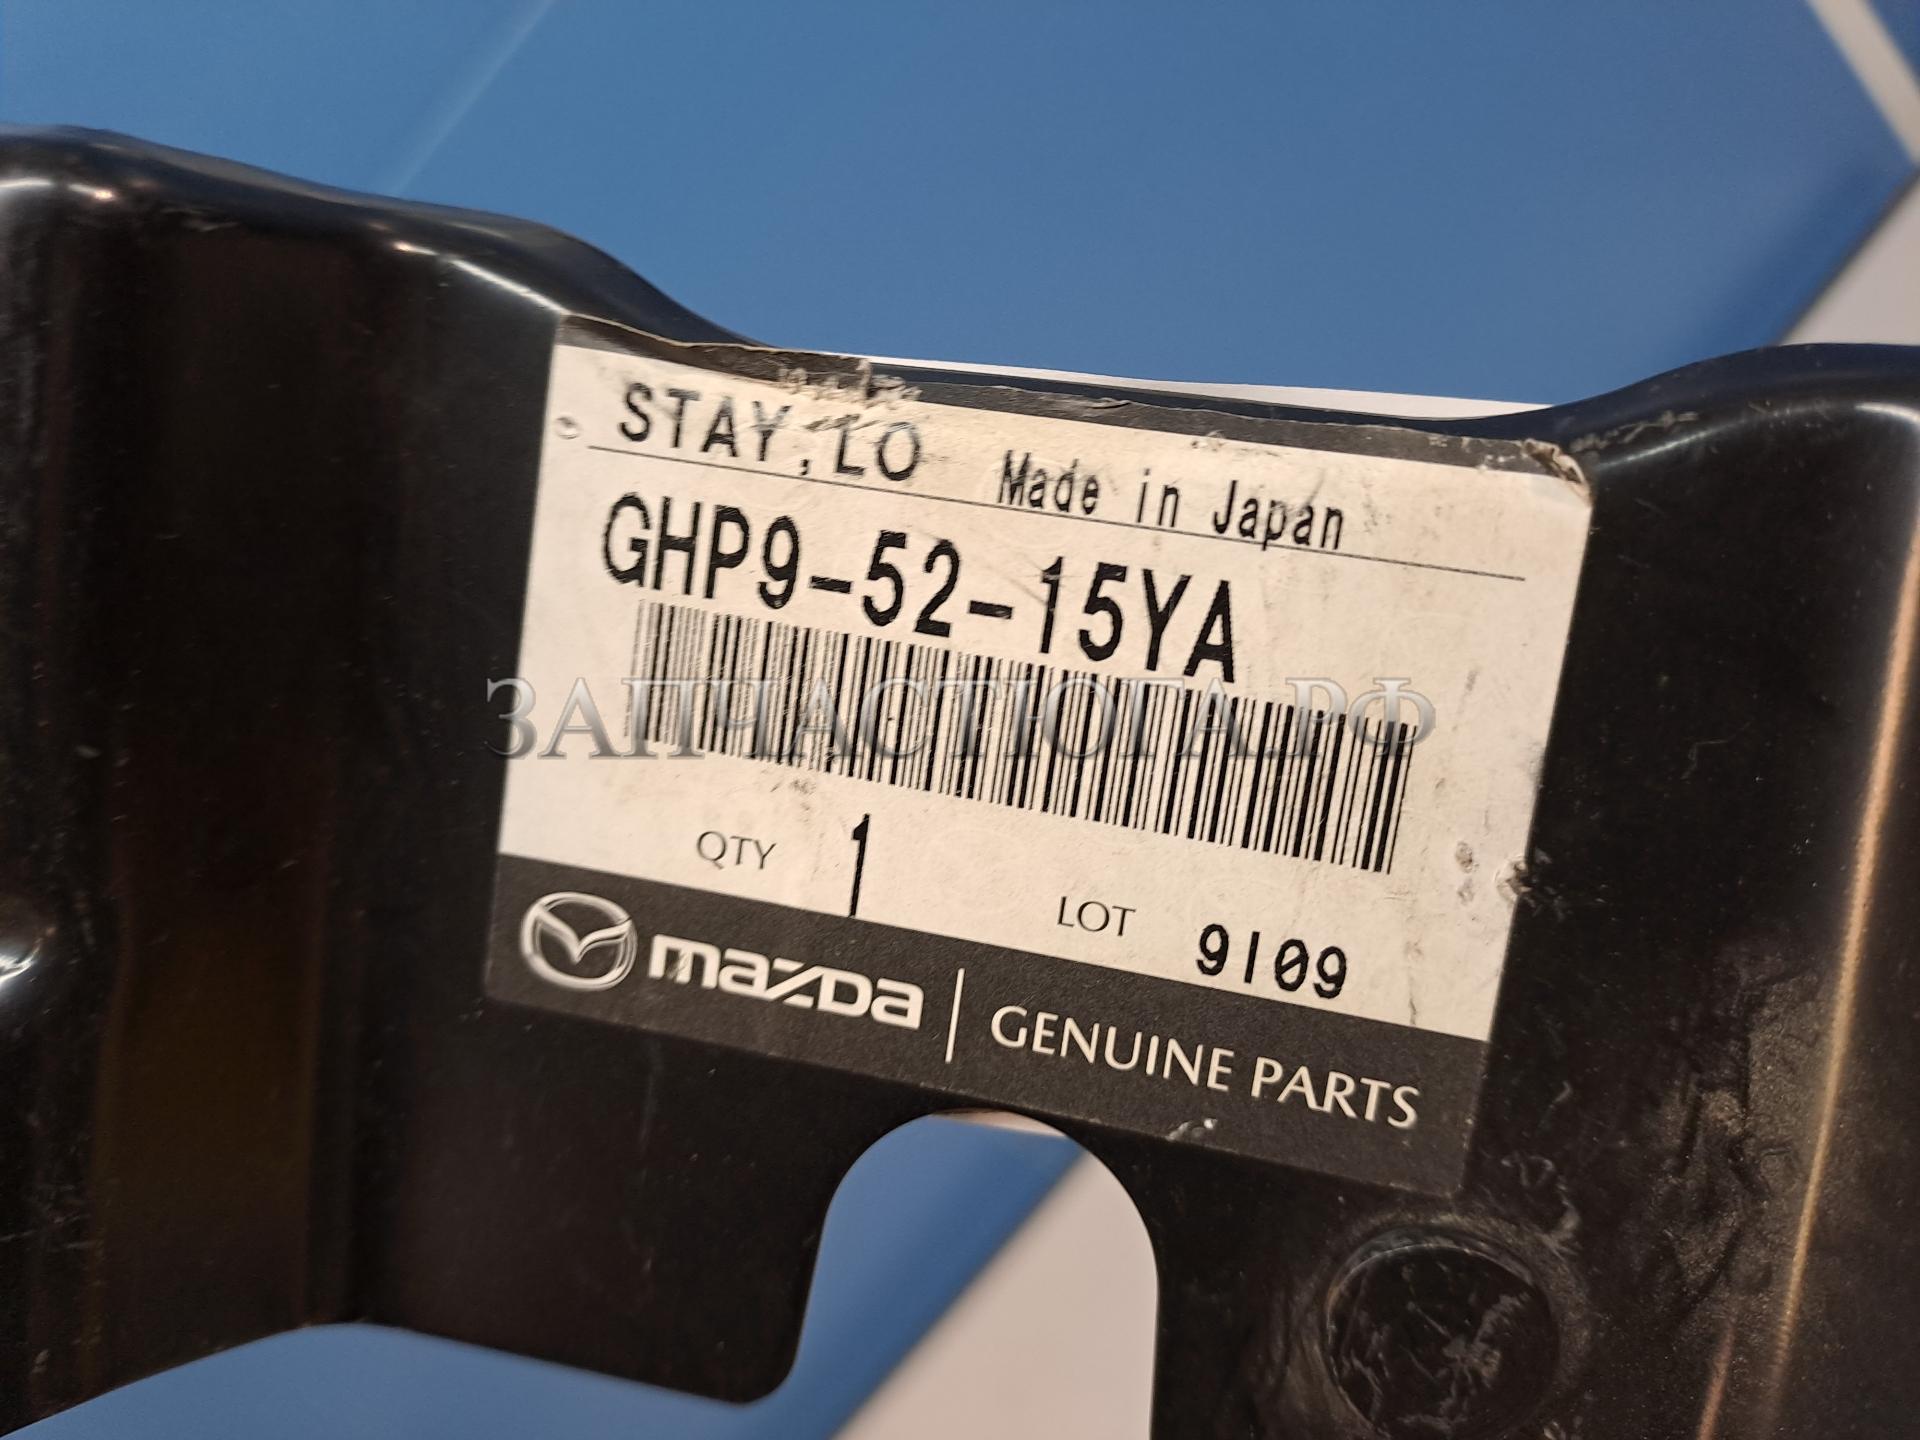 STAY, LO
Made in Japan
GHP9-52-15YA
ЗАПЧАСТЮГА.РФ
QTY 1 LOT 9109
mazda | GENUINE PARTS